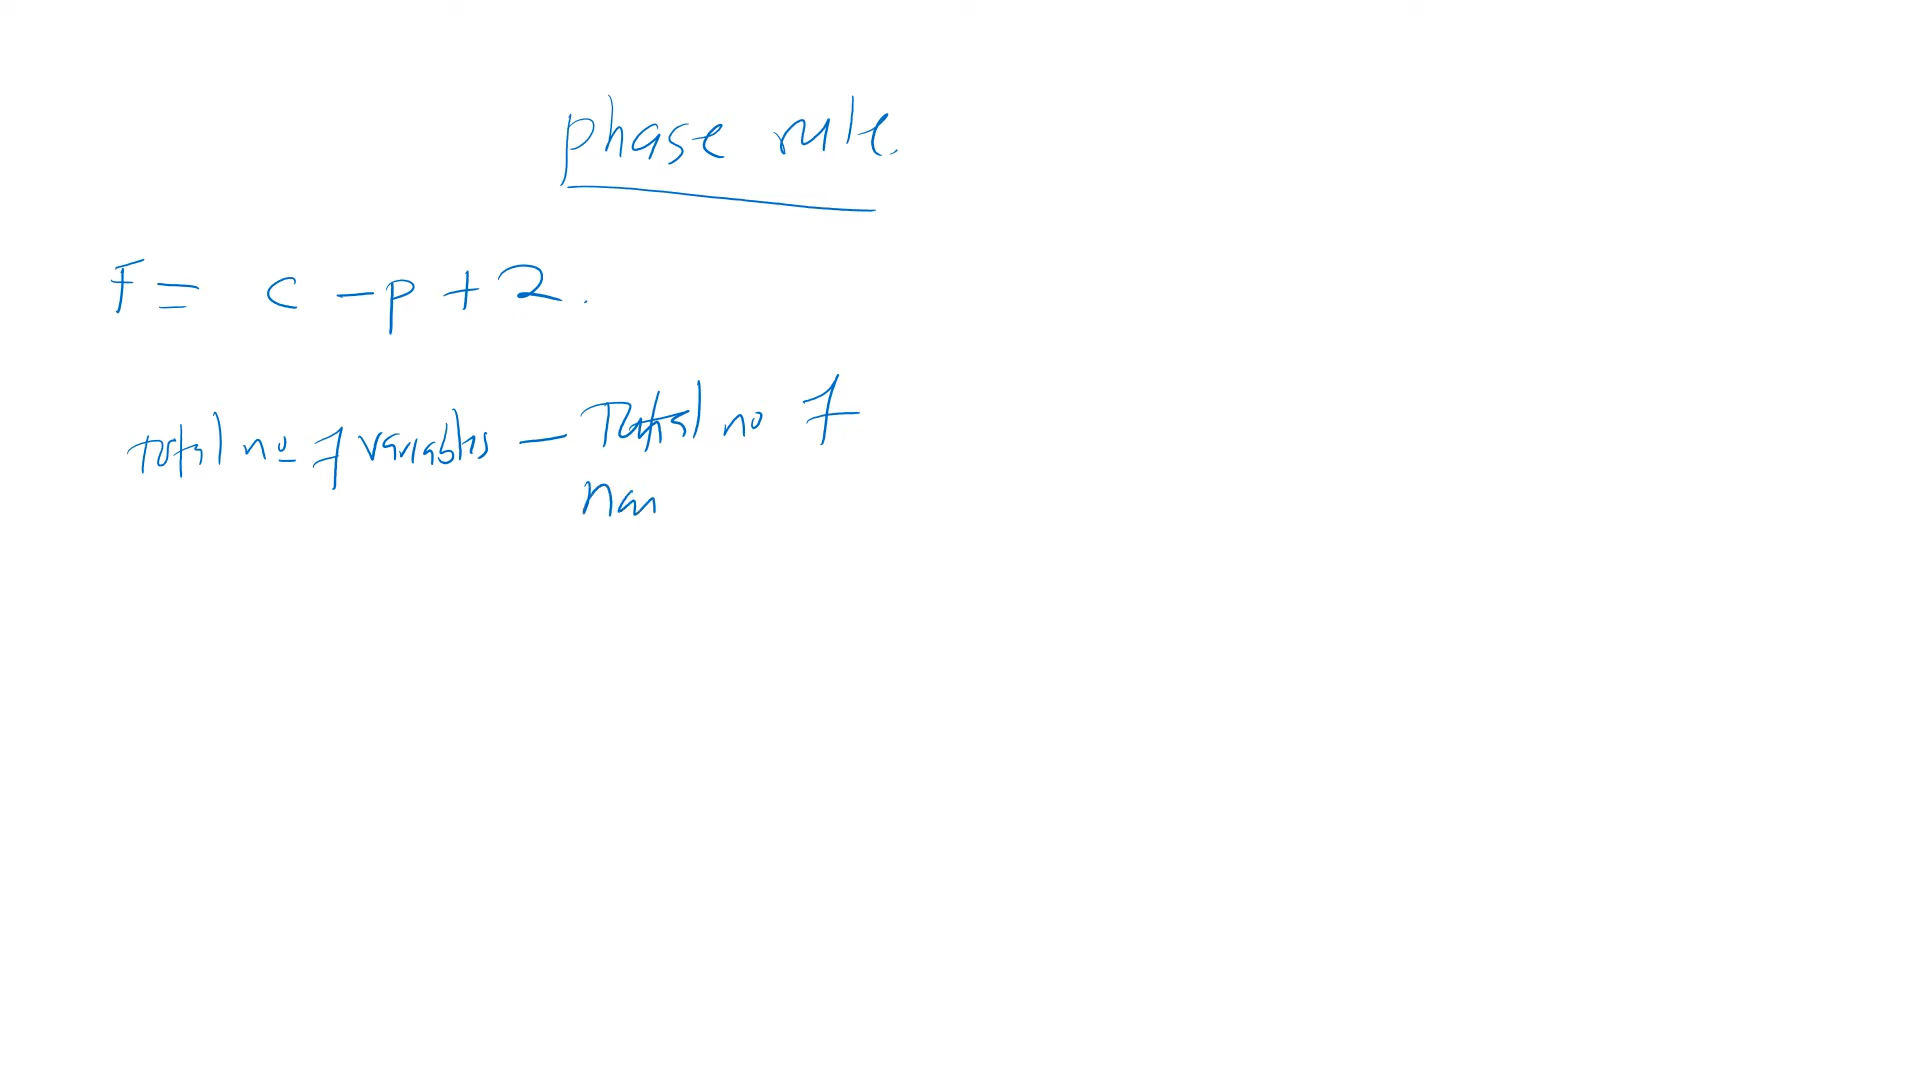 phase rule.
F = C - P + 2.
total no of variables - Total no of